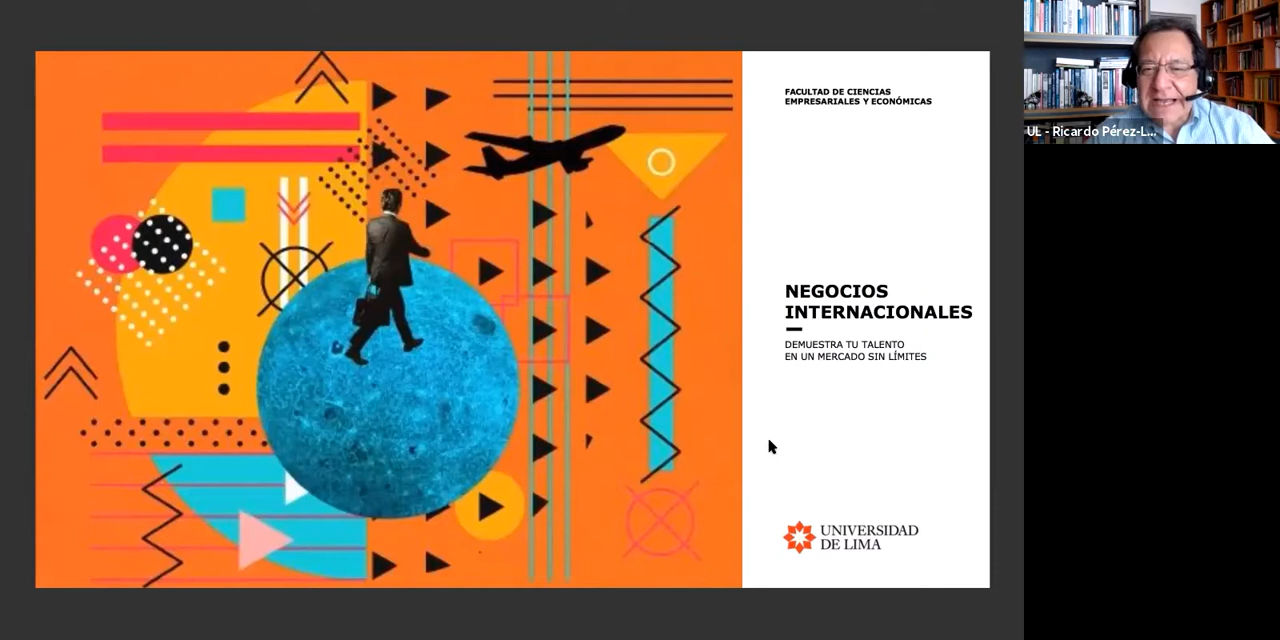 FACULTAD DE CIENCIAS
EMPRESARIALES Y ECONÓMICAS
UL - Ricardo Pérez-L...
NEGOCIOS
INTERNACIONALES
DEMUESTRA TU TALENTO
EN UN MERCADO SIN LÍMITES
UNIVERSIDAD
DE LIMA